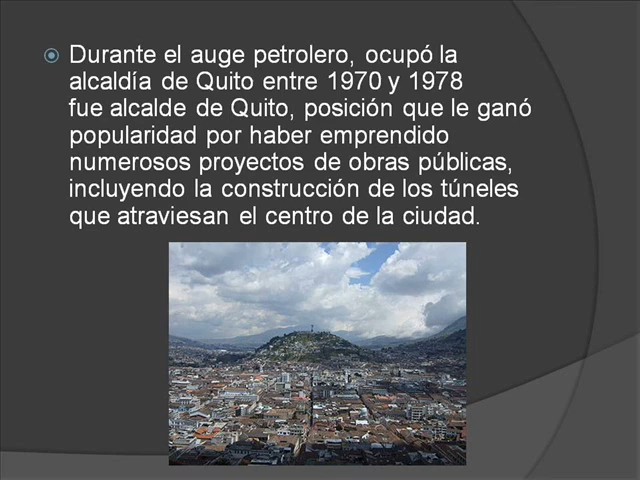 Durante el auge petrolero, ocupó la
alcaldía de Quito entre 1970 y 1978
fue alcalde de Quito, posición que le ganó
popularidad por haber emprendido
numerosos proyectos de obras públicas,
incluyendo la construcción de los túneles
que atraviesan el centro de la ciudad.